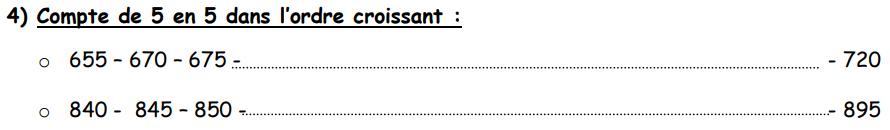 4) Compte de 5 en 5 dans l'ordre croissant :
o 655 – 670 – 675 -........................................ - 720
o 840 - 845 – 850 -........................................- 895